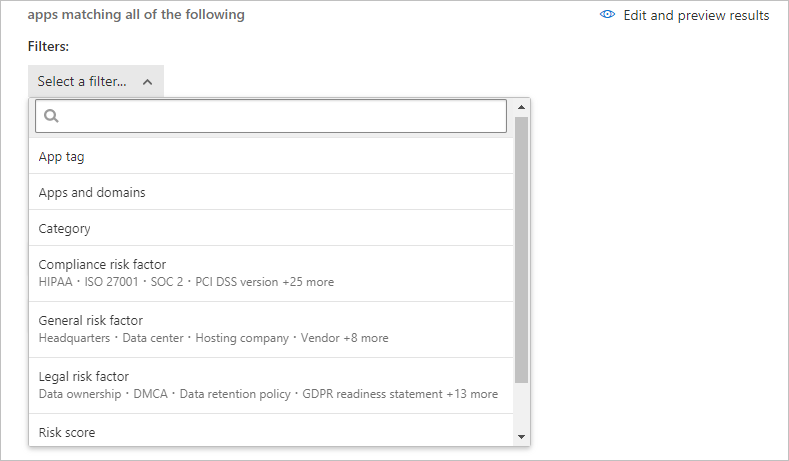 apps matching all of the following
Edit and preview results
Filters:
Select a filter...
App tag
Apps and domains
Category
Compliance risk factor
HIPAA · ISO 27001 · SOC 2 · PCI DSS version +25 more
General risk factor
Headquarters · Data center · Hosting company · Vendor +8 more
Legal risk factor
Data ownership · DMCA · Data retention policy · GDPR readiness statement +13 more
Risk score